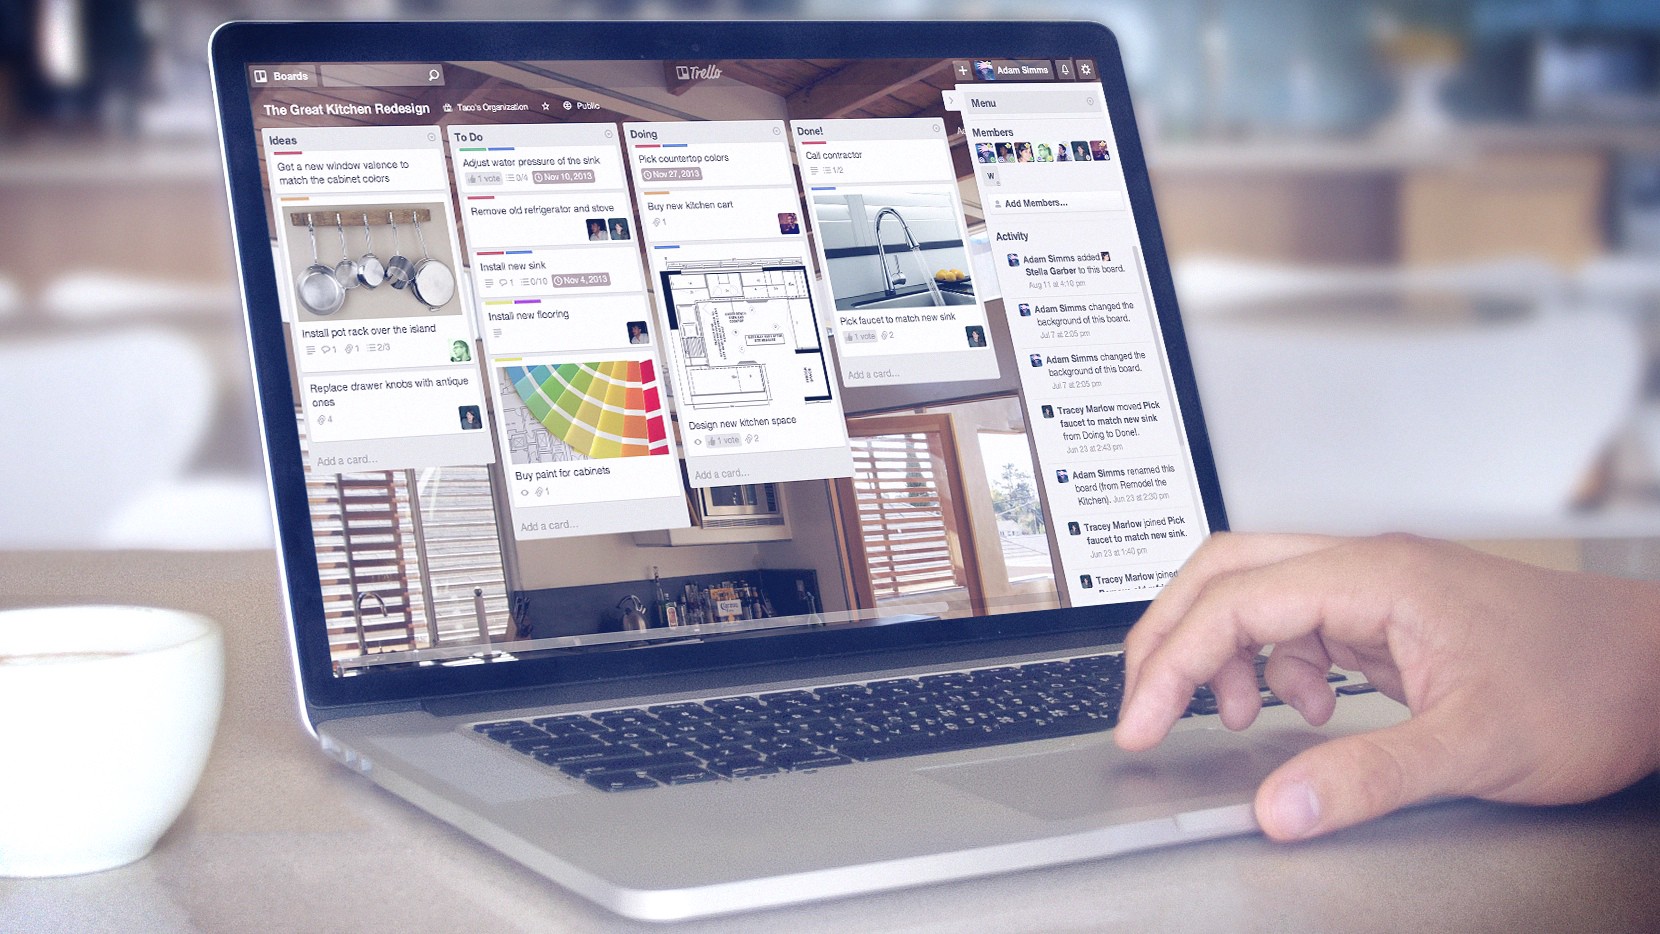 Boards
Trello
Adam Simms
The Great Kitchen Redesign
Taco's Organization
Public
Ideas
Get a new window valence to
match the cabinet colors
Install pot rack over the island
1
1
2/3
Replace drawer knobs with antique
ones
4
Add a card...
To Do
Adjust water pressure of the sink
1 vote
0/4
Nov 10, 2013
Remove old refrigerator and stove
Install new sink
1
0/10
Nov 4, 2013
Install new flooring
Buy paint for cabinets
1
Add a card...
Doing
Pick countertop colors
Nov 27, 2013
Buy new kitchen cart
1
Design new kitchen space
1 vote
2
Add a card...
Done!
Call contractor
1/2
Pick faucet to match new sink
1 vote
2
Add a card...
Menu
Members
W
Add Members...
Activity
Adam Simms added
Stella Garber to this board.
Aug 11 at 4:10 pm
Adam Simms changed the
background of this board.
Jul 7 at 2:05 pm
Adam Simms changed the
background of this board.
Jul 7 at 2:05 pm
Tracey Marlow moved Pick
faucet to match new sink
from Doing to Done!.
Jun 23 at 2:43 pm
Adam Simms renamed this
board (from Remodel the
Kitchen). Jun 23 at 2:30 pm
Tracey Marlow joined Pick
faucet to match new sink.
Jun 23 at 1:40 pm
Tracey Marlow joined
Corona